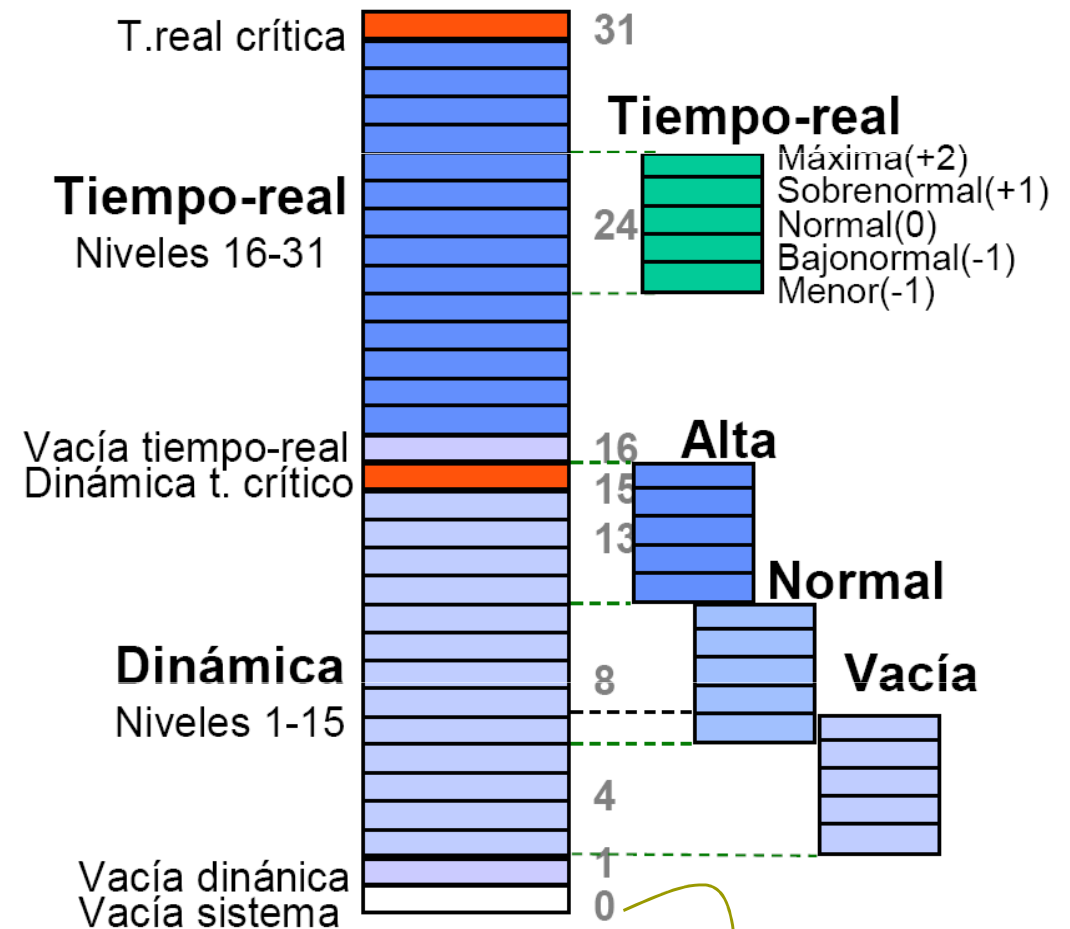 T.real crítica
31
Tiempo-real
Máxima(+2)
Sobrenormal(+1)
Normal(0)
Bajonormal(-1)
Menor(-1)
Tiempo-real
Niveles 16-31
24
Vacía tiempo-real
16
Alta
Dinámica t. crítico
15
13
Normal
Dinámica
Niveles 1-15
8
Vacía
4
1
Vacía dinánica
Vacía sistema
0